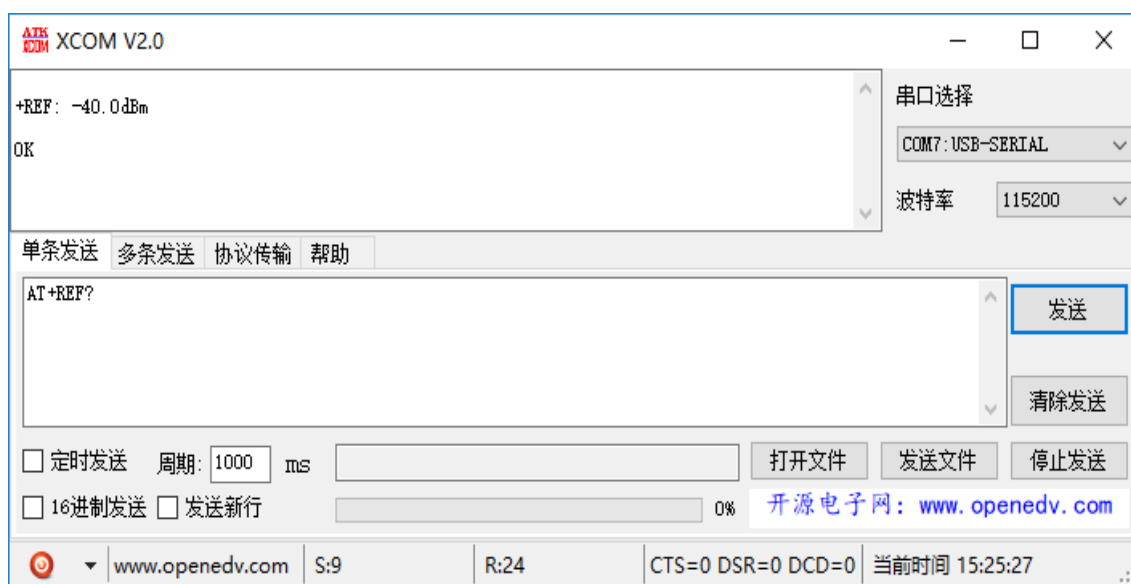 ATK XCOM XCOM V2.0
+REF: -40.0dBm
OK
串口选择
COM7:USB-SERIAL
波特率 115200
单条发送 多条发送 协议传输 帮助
AT+REF?
发送
清除发送
定时发送 周期: 1000 ms 打开文件 发送文件 停止发送
16进制发送 发送新行 0% 开源电子网: www.openedv.com
www.openedv.com S:9 R:24 CTS=0 DSR=0 DCD=0 当前时间 15:25:27